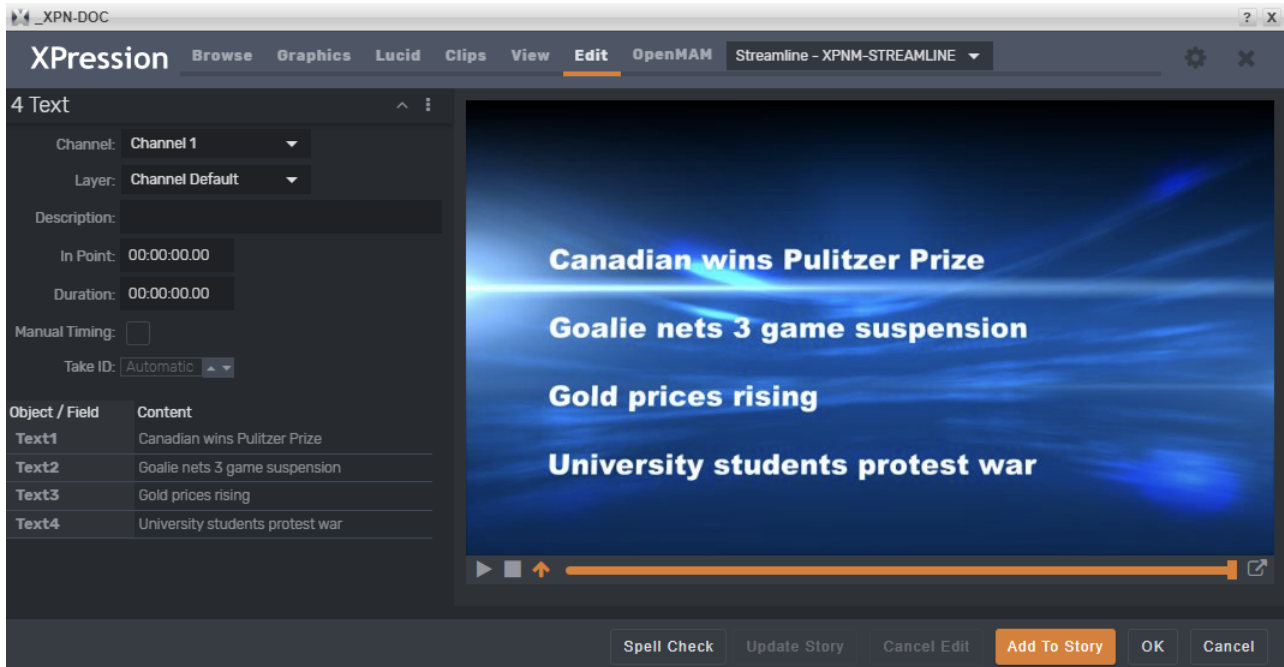 _XPN-DOC ? X
XPression Browse Graphics Lucid Clips View Edit OpenMAM Streamline - XPNM-STREAMLINE
4 Text
Channel: Channel 1
Layer: Channel Default
Description:
In Point: 00:00:00.00
Duration: 00:00:00.00
Manual Timing:
Take ID: Automatic
Object / Field Content
Text1 Canadian wins Pulitzer Prize
Text2 Goalie nets 3 game suspension
Text3 Gold prices rising
Text4 University students protest war
Canadian wins Pulitzer Prize
Goalie nets 3 game suspension
Gold prices rising
University students protest war
Spell Check Update Story Cancel Edit Add To Story OK Cancel